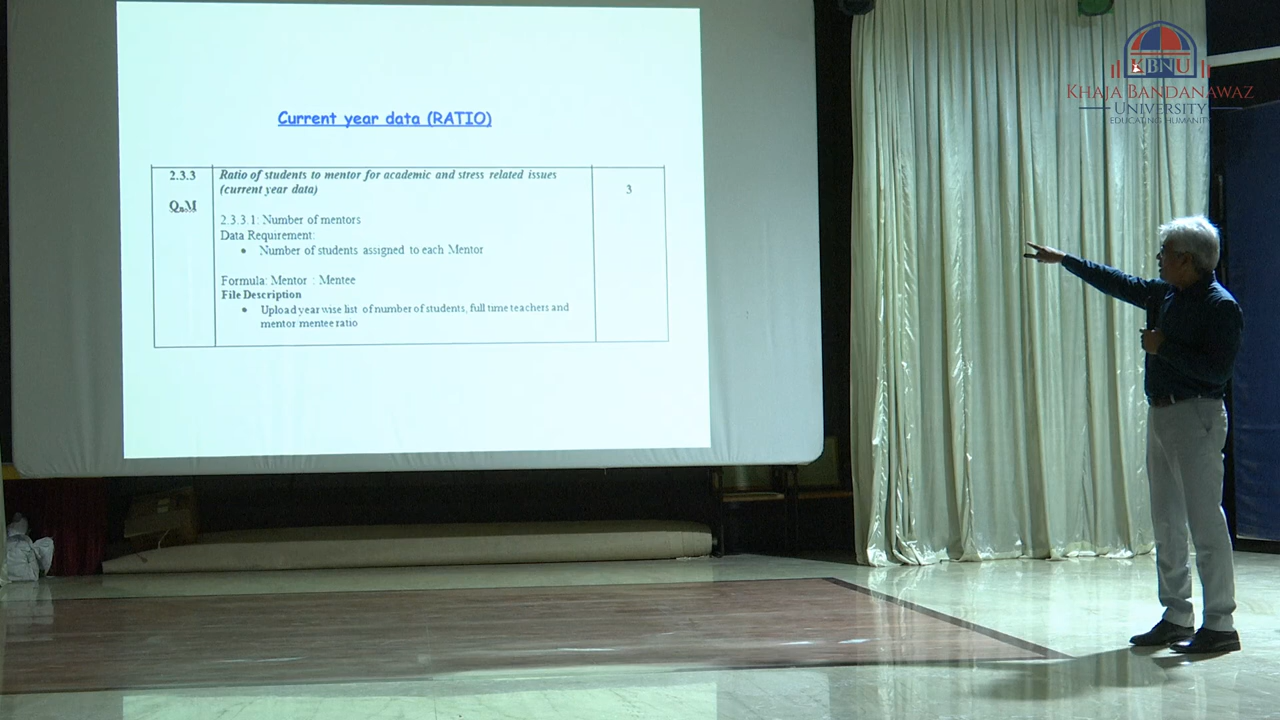 Current year data (RATIO)
2.3.3
QnM
Ratio of students to mentor for academic and stress related issues
(current year data)
3
2.3.3.1: Number of mentors
Data Requirement:
• Number of students assigned to each Mentor
Formula: Mentor : Mentee
File Description
• Upload year wise list of number of students, full time teachers and
mentor mentee ratio
KBNU
KHAJA BANDANAWAZ
UNIVERSITY
EDUCATING HUMANITY